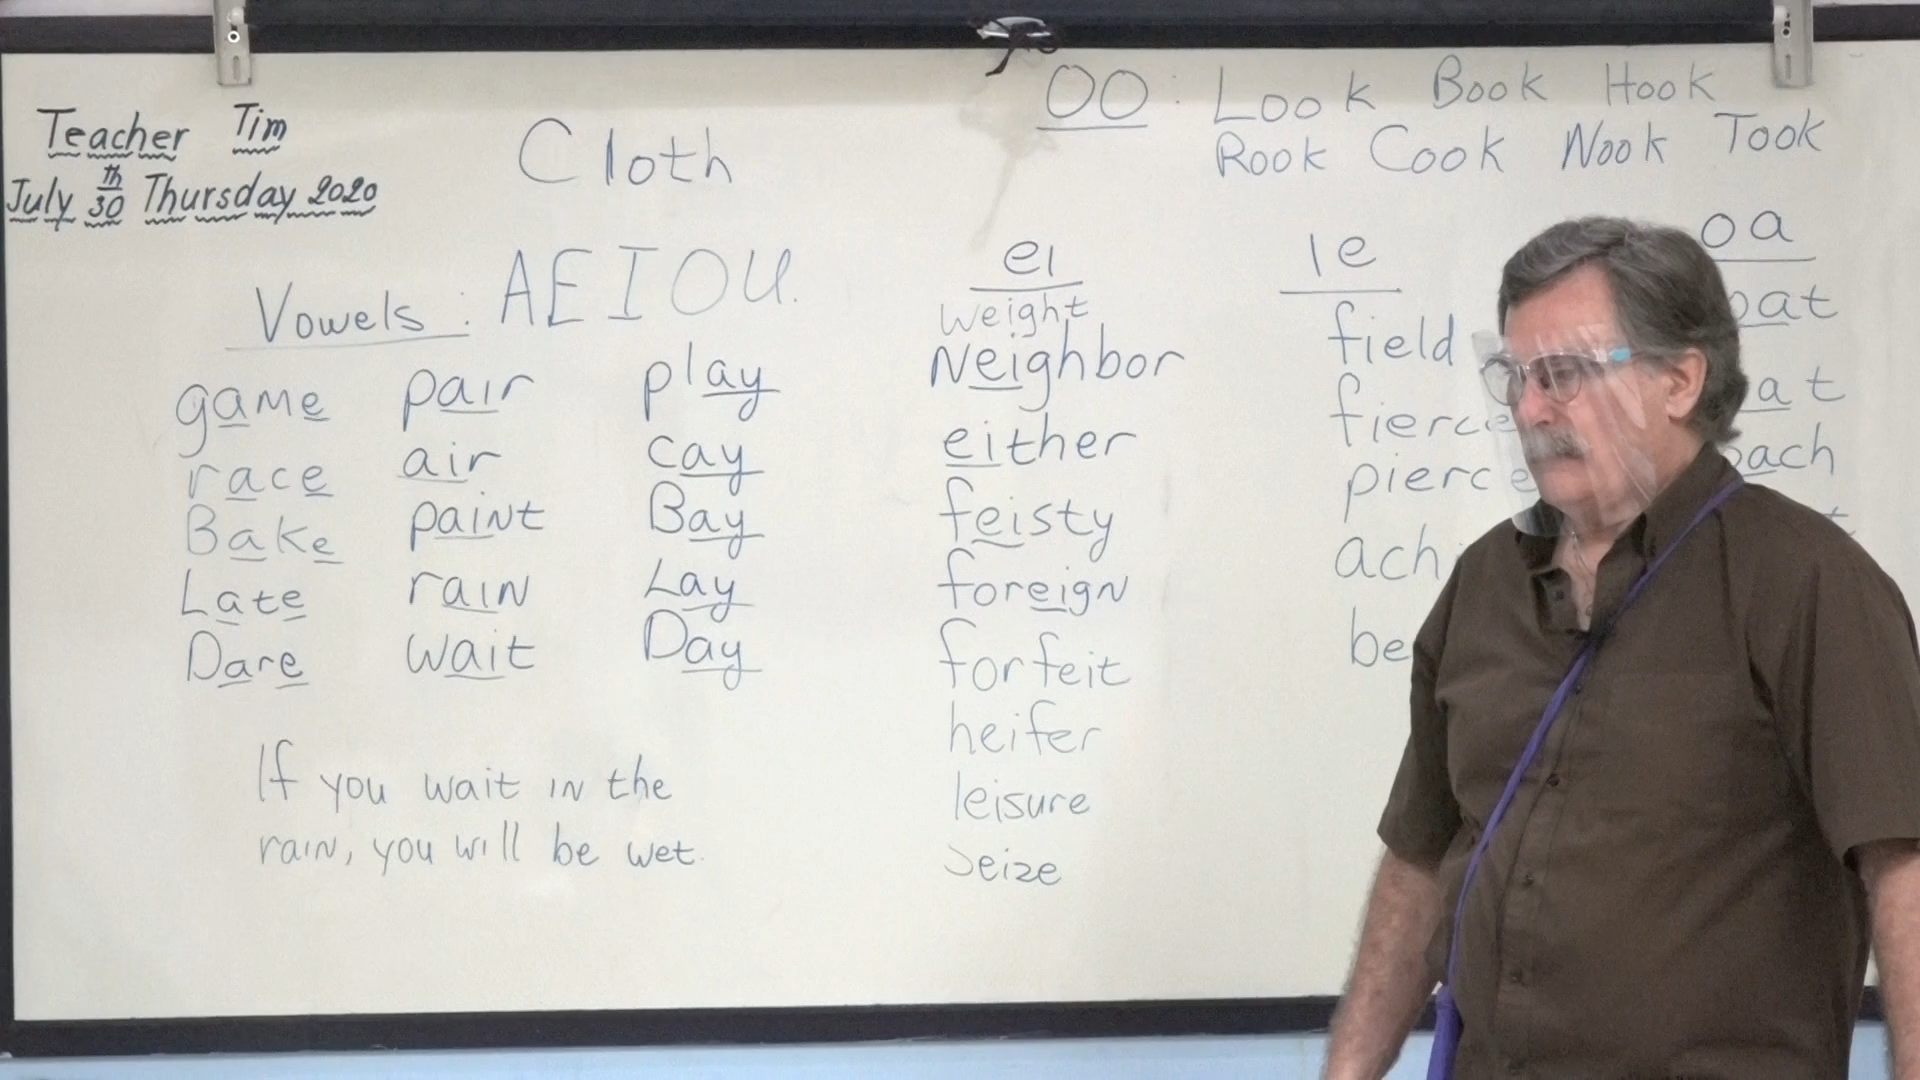 Teacher Tim
July 30th Thursday 2020
Cloth
OO: Look Book Hook
Rook Cook Nook Took
Vowels: A E I O U.
game pair play
race air cay
Bake paint Bay
Late rain Lay
Dare wait Day
If you wait in the
rain, you will be wet.
ei
weight
Neighbor
either
feisty
foreign
forfeit
heifer
leisure
Seize
ie
field
fierce
pierce
oa